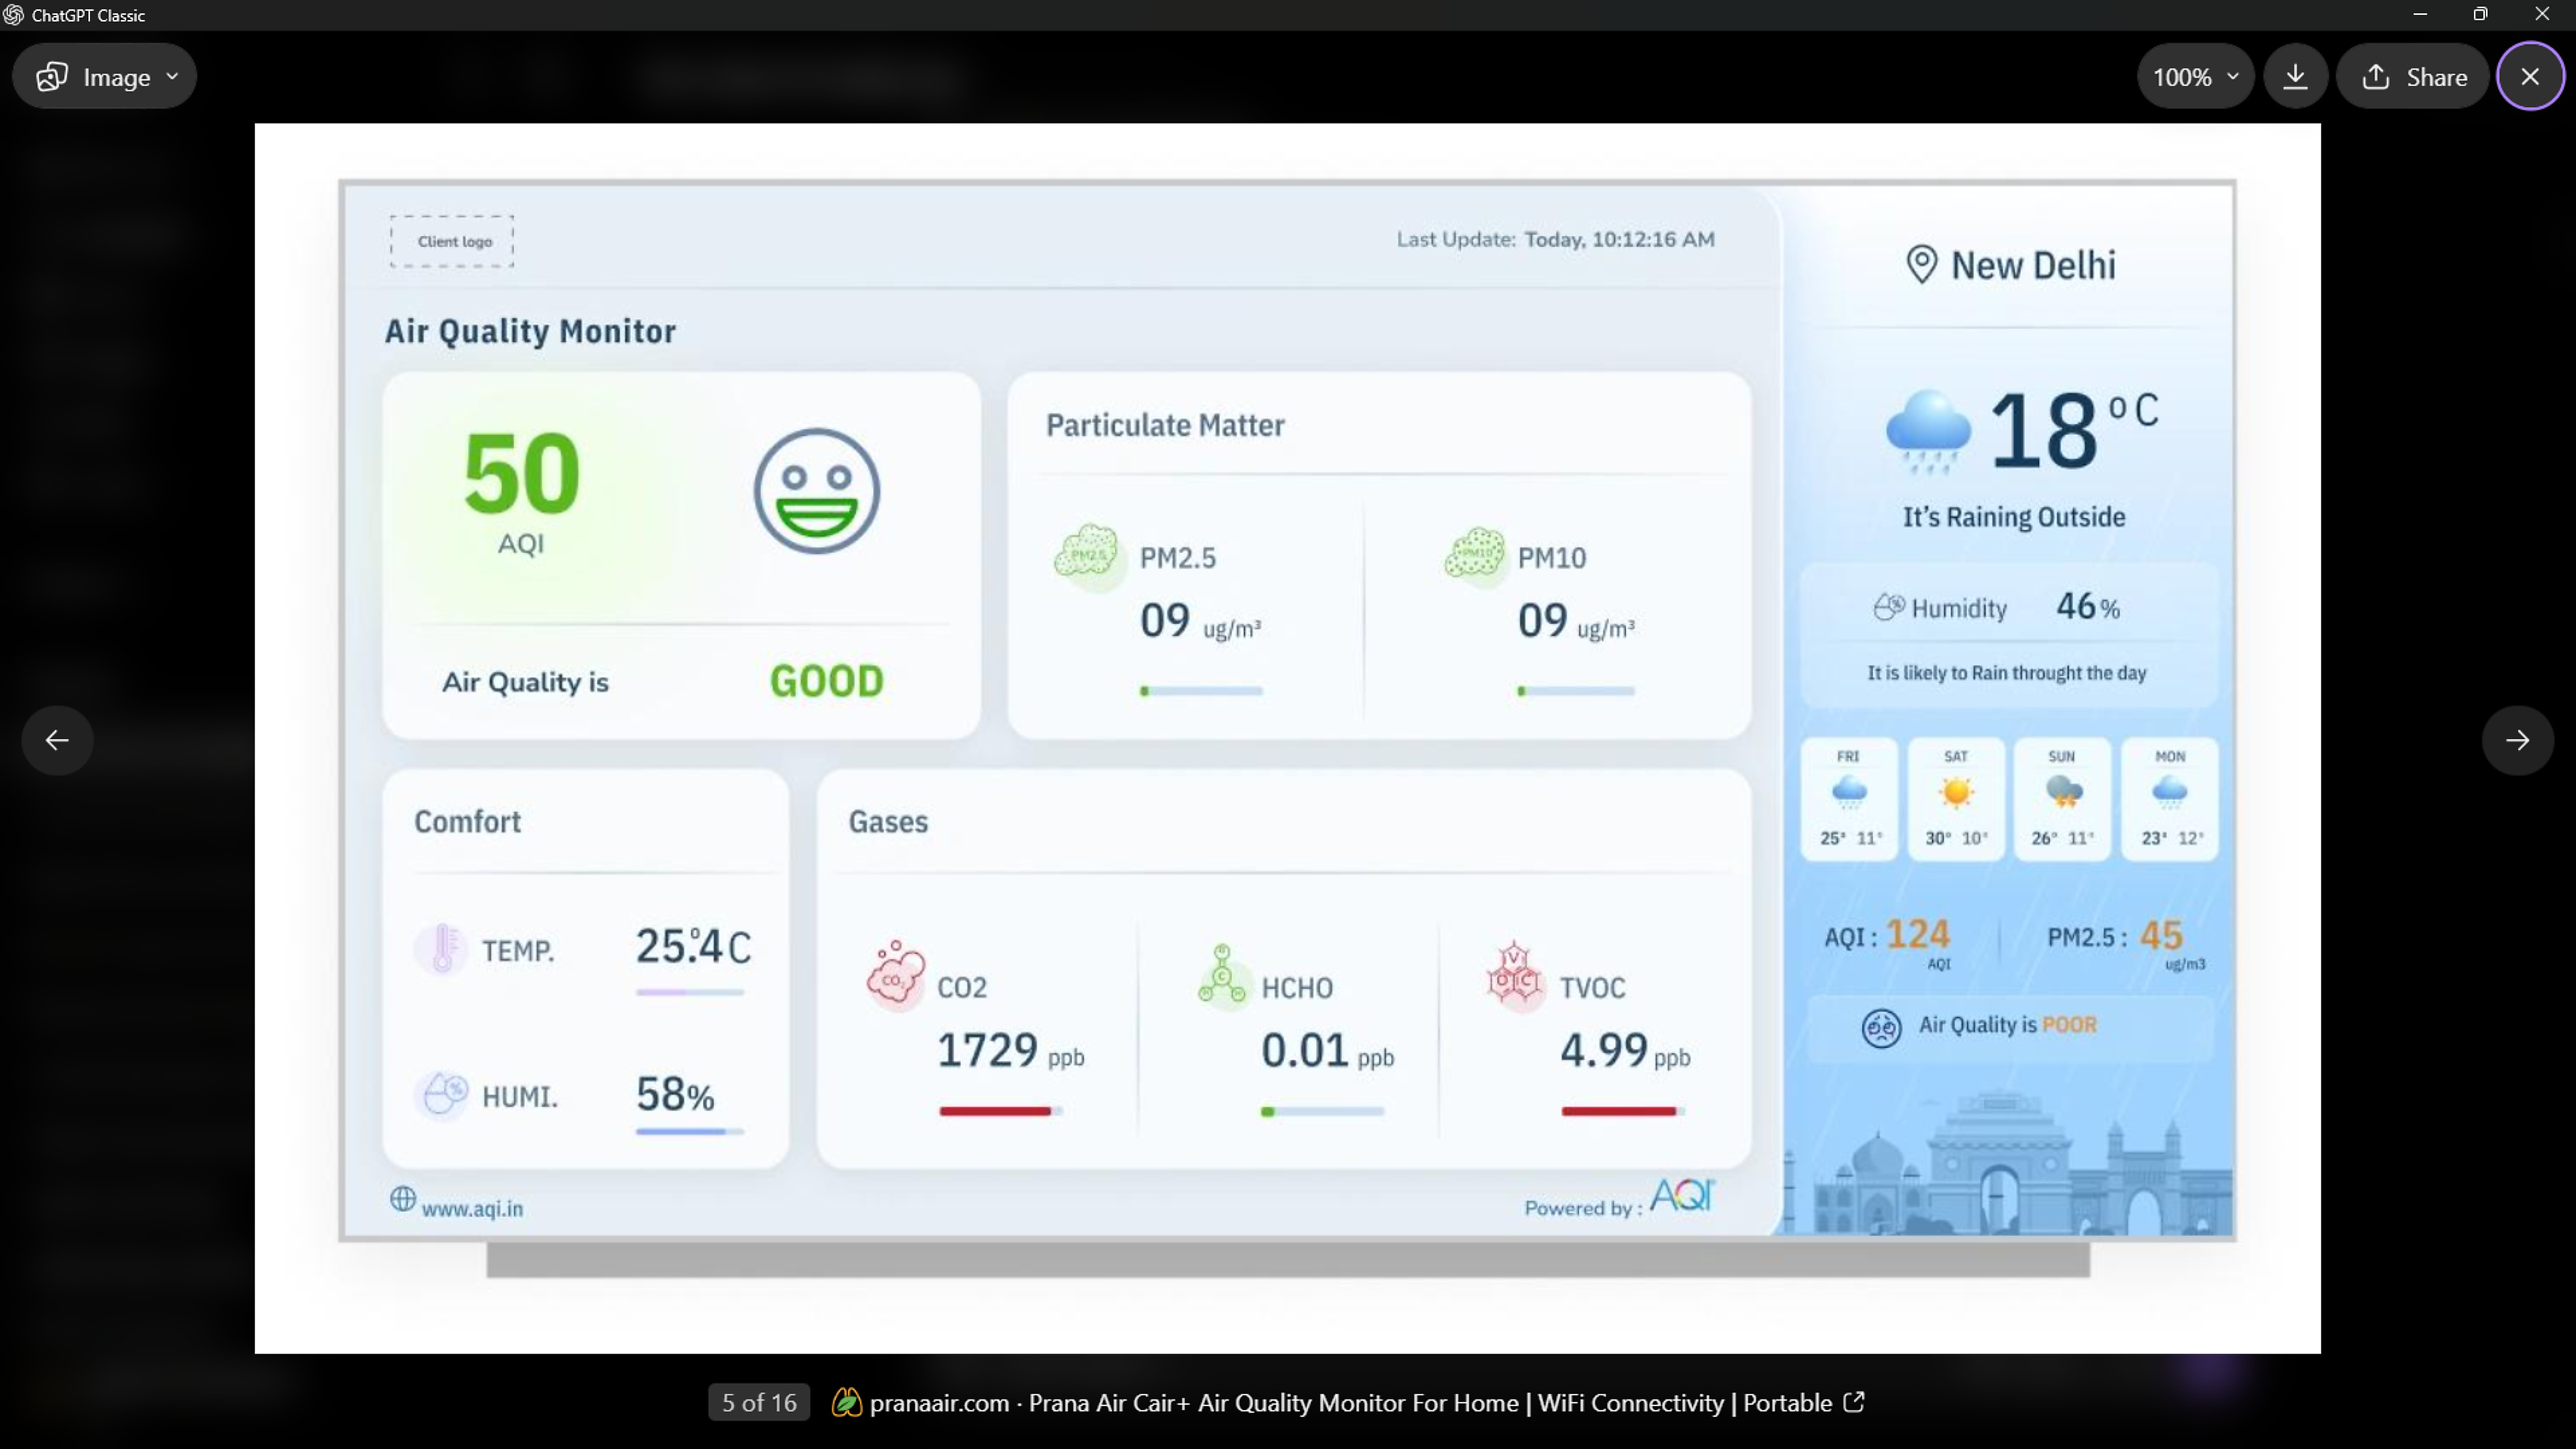 ChatGPT Classic
Image
100%
Share
Client logo
Last Update: Today, 10:12:16 AM
Air Quality Monitor
50
AQI
Air Quality is GOOD
Particulate Matter
PM2.5
PM2.5
09 ug/m³
PM10
PM10
09 ug/m³
Comfort
TEMP. 25.4°C
HUMI. 58%
Gases
CO2
CO2
1729 ppb
HCHO
0.01 ppb
VOC
TVOC
4.99 ppb
www.aqi.in
Powered by : AQI
New Delhi
18 °C
It's Raining Outside
Humidity 46 %
It is likely to Rain throught the day
FRI
25° 11°
SAT
30° 10°
SUN
26° 11°
MON
23° 12°
AQI : 124
AQI
PM2.5 : 45
ug/m3
Air Quality is POOR
5 of 16
pranaair.com · Prana Air Cair+ Air Quality Monitor For Home | WiFi Connectivity | Portable